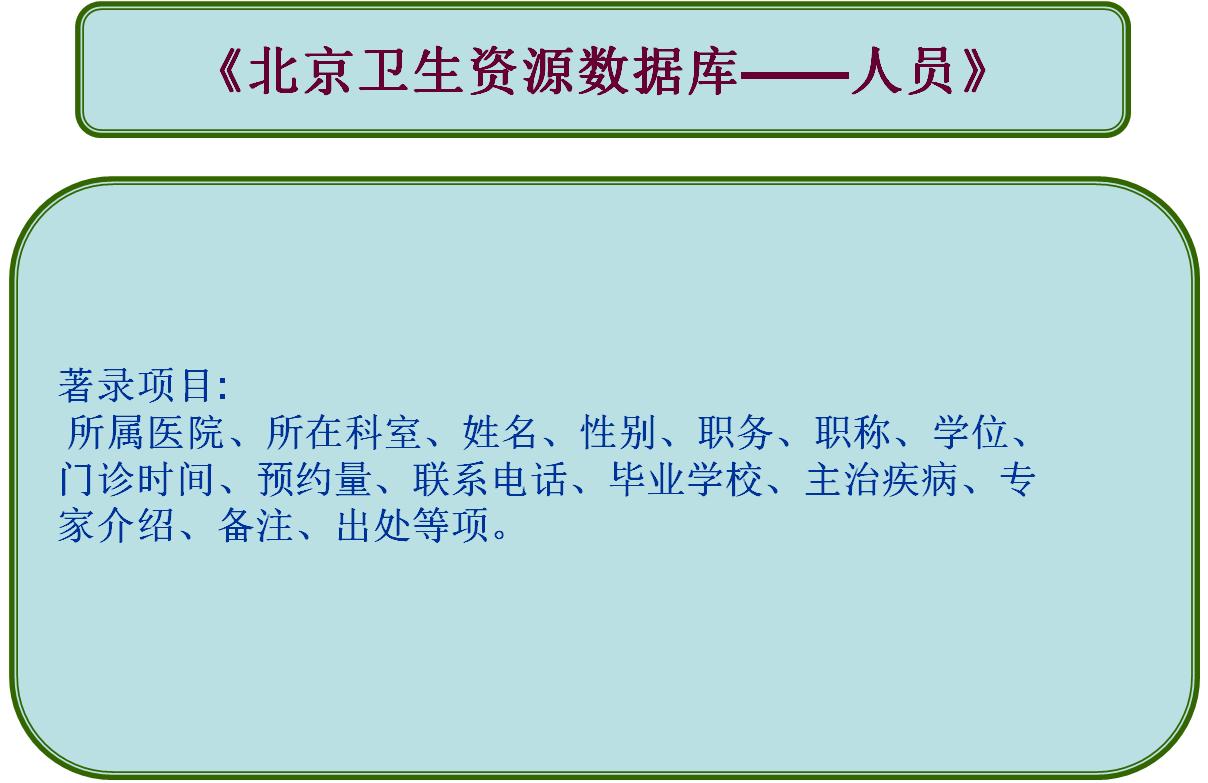 《北京卫生资源数据库——人员》
著录项目:
所属医院、所在科室、姓名、性别、职务、职称、学位、
门诊时间、预约量、联系电话、毕业学校、主治疾病、专
家介绍、备注、出处等项。